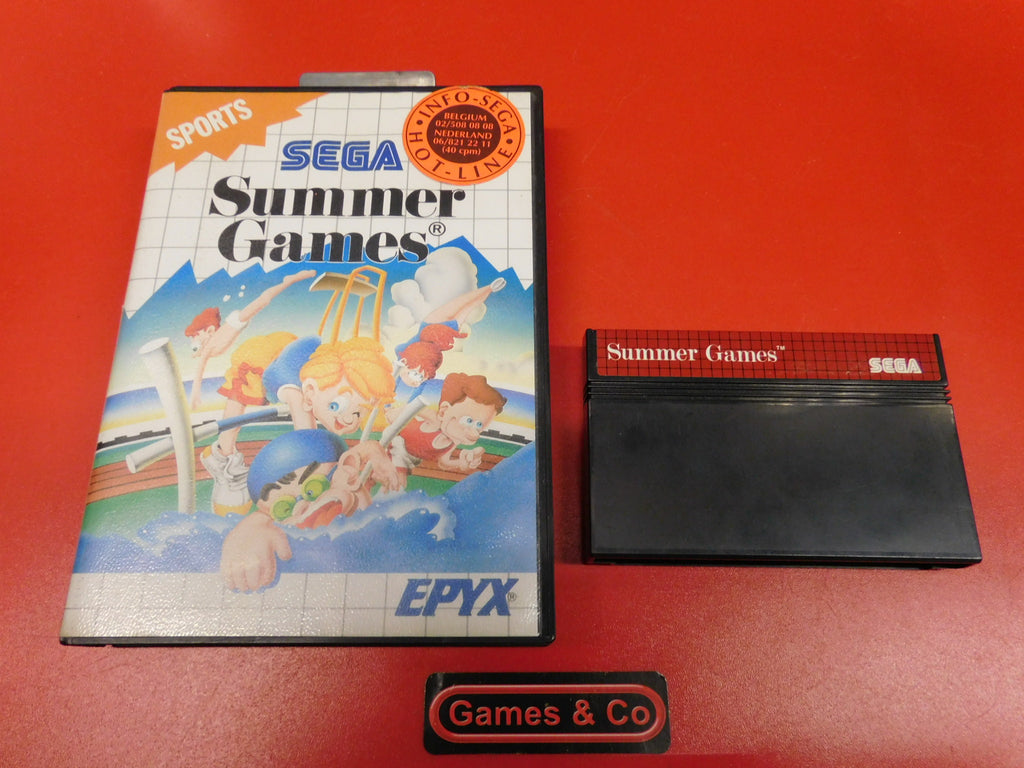 SPORTS
INFO-SEGA
BELGIUM
02/508 08 08
NEDERLAND
06/821 22 11
(40 cpm)
HOT-LINE
SEGA
Summer
Games®
EPYX®
Summer Games™
SEGA
Games & Co